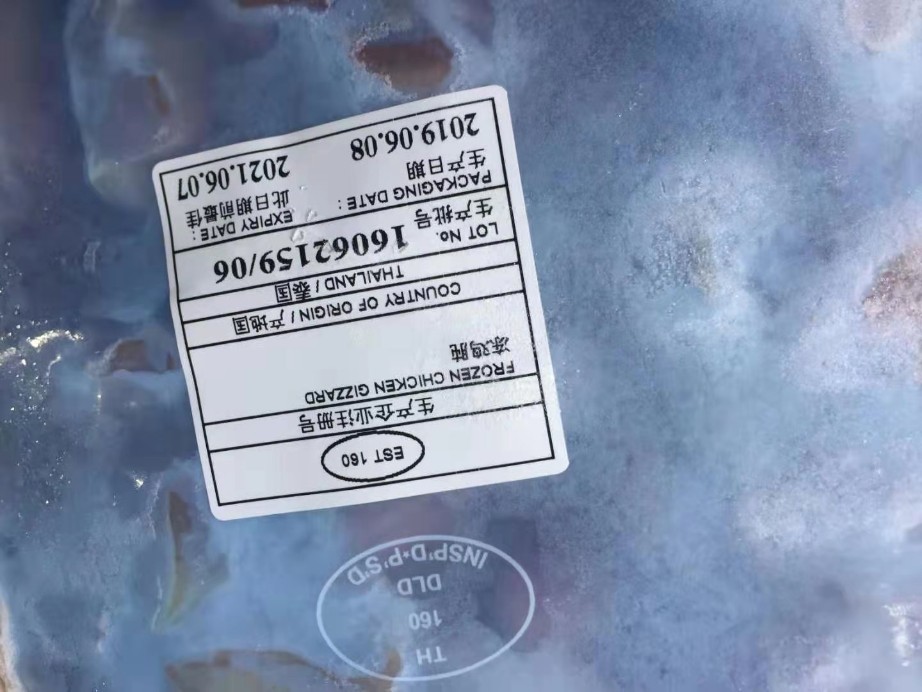 EST 160
生产企业注册号
FROZEN CHICKEN GIZZARD
冻鸡肫
COUNTRY OF ORIGIN / 产地国
THAILAND / 泰国
LOT No. 16062159/06
生产批号
PACKAGING DATE: EXPIRY DATE:
生产日期 此日期前最佳
2019.06.08 2021.06.07
TH
160
DLD
INSP'D•P'S'D